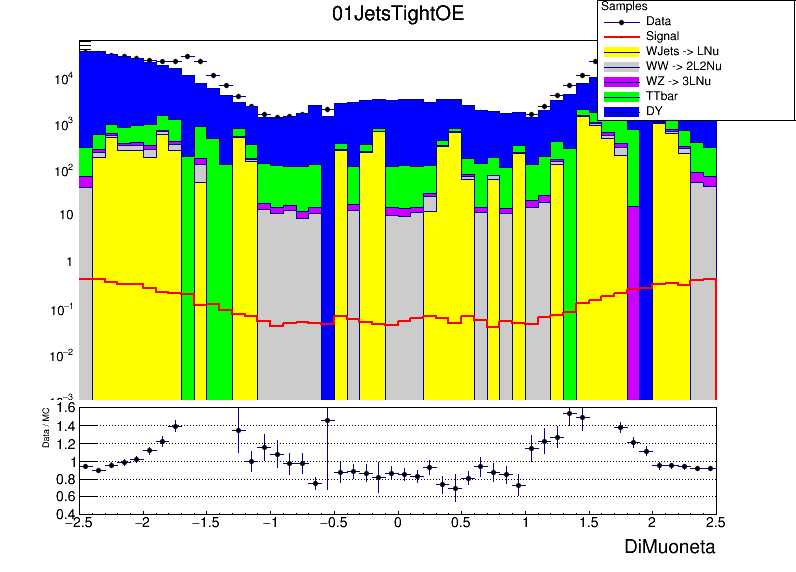 01JetsTightOE
Samples
Data
Signal
WJets -> LNu
WW -> 2L2Nu
WZ -> 3LNu
TTbar
DY
10^4
10^3
10^2
10
1
10^-1
10^-2
Data / MC
1.6
1.4
1.2
1
0.8
0.6
0.4
−2.5 −2 −1.5 −1 −0.5 0 0.5 1 1.5 2 2.5
DiMuoneta